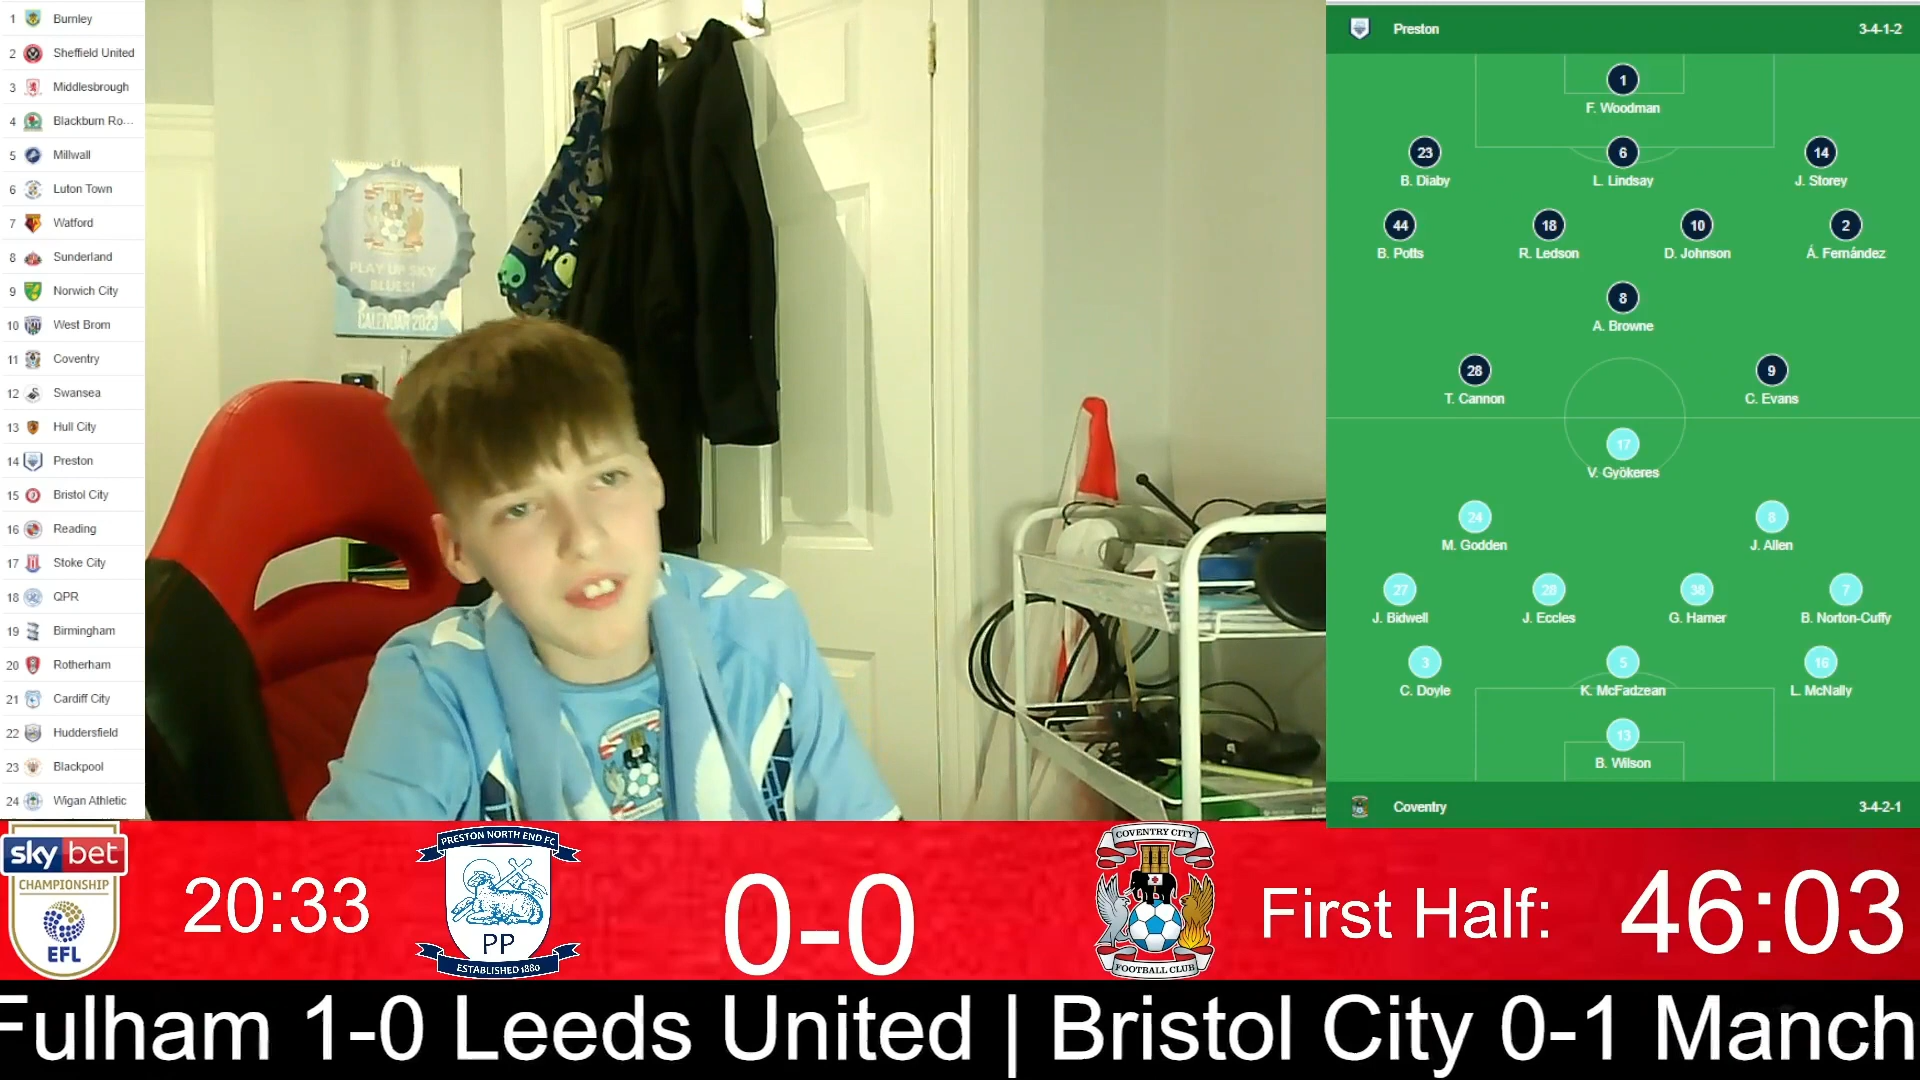 1 Burnley
2 Sheffield United
3 Middlesbrough
4 Blackburn Ro...
5 Millwall
6 Luton Town
7 Watford
8 Sunderland
9 Norwich City
10 West Brom
11 Coventry
12 Swansea
13 Hull City
14 Preston
15 Bristol City
16 Reading
17 Stoke City
18 QPR
19 Birmingham
20 Rotherham
21 Cardiff City
22 Huddersfield
23 Blackpool
24 Wigan Athletic
PLAY UP SKY
BLUES!
CALENDAR 2023
Preston 3-4-1-2
1
F. Woodman
23 6 14
B. Diaby L. Lindsay J. Storey
44 18 10 2
B. Potts R. Ledson D. Johnson Á. Fernández
8
A. Browne
28 9
T. Cannon C. Evans
17
V. Gyökeres
24 8
M. Godden J. Allen
27 28 38 7
J. Bidwell J. Eccles G. Hamer B. Norton-Cuffy
3 5 16
C. Doyle K. McFadzean L. McNally
13
B. Wilson
Coventry 3-4-2-1
sky bet
CHAMPIONSHIP
EFL
20:33
PRESTON NORTH END FC
PP
ESTABLISHED 1880
0-0
COVENTRY CITY
FOOTBALL CLUB
First Half: 46:03
Fulham 1-0 Leeds United | Bristol City 0-1 Manch